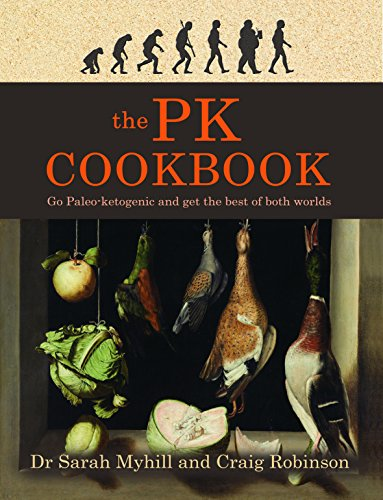 the PK
COOKBOOK
Go Paleo-ketogenic and get the best of both worlds
Dr Sarah Myhill and Craig Robinson